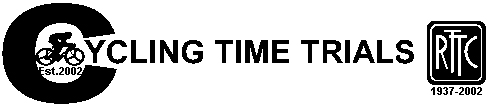 CYCLING TIME TRIALS
Est.2002
RTTC
1937-2002